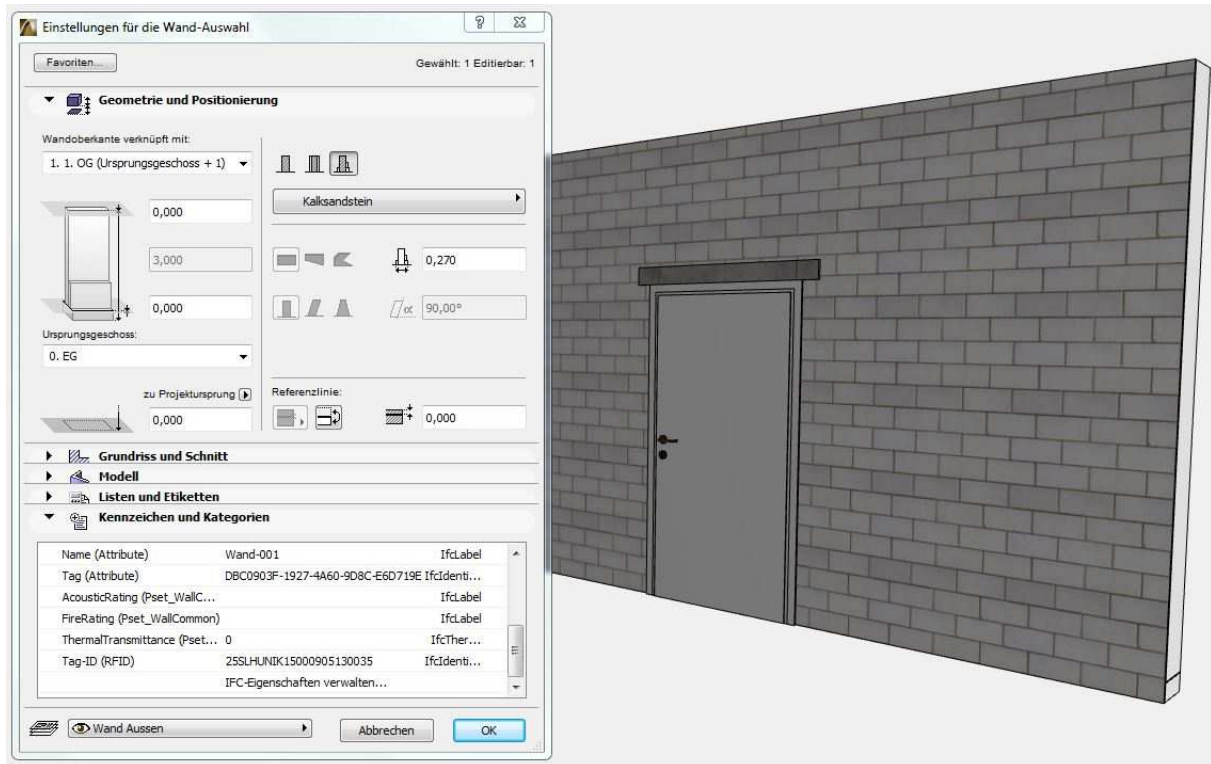 Einstellungen für die Wand-Auswahl
Favoriten...
Gewählt: 1 Editierbar: 1
Geometrie und Positionierung
Wandoberkante verknüpft mit:
1. 1. OG (Ursprungsgeschoss + 1)
0,000
3,000
0,000
Ursprungsgeschoss:
0. EG
zu Projektursprung
0,000
Kalksandstein
0,270
α 90,00°
Referenzlinie:
0,000
Grundriss und Schnitt
Modell
Listen und Etiketten
Kennzeichen und Kategorien
Name (Attribute) Wand-001 IfcLabel
Tag (Attribute) DBC0903F-1927-4A60-9D8C-E6D719E IfcIdenti...
AcousticRating (Pset_WallC... IfcLabel
FireRating (Pset_WallCommon) IfcLabel
ThermalTransmittance (Pset... 0 IfcTher...
Tag-ID (RFID) 25SLHUNIK15000905130035 IfcIdenti...
IFC-Eigenschaften verwalten...
Wand Aussen
Abbrechen
OK